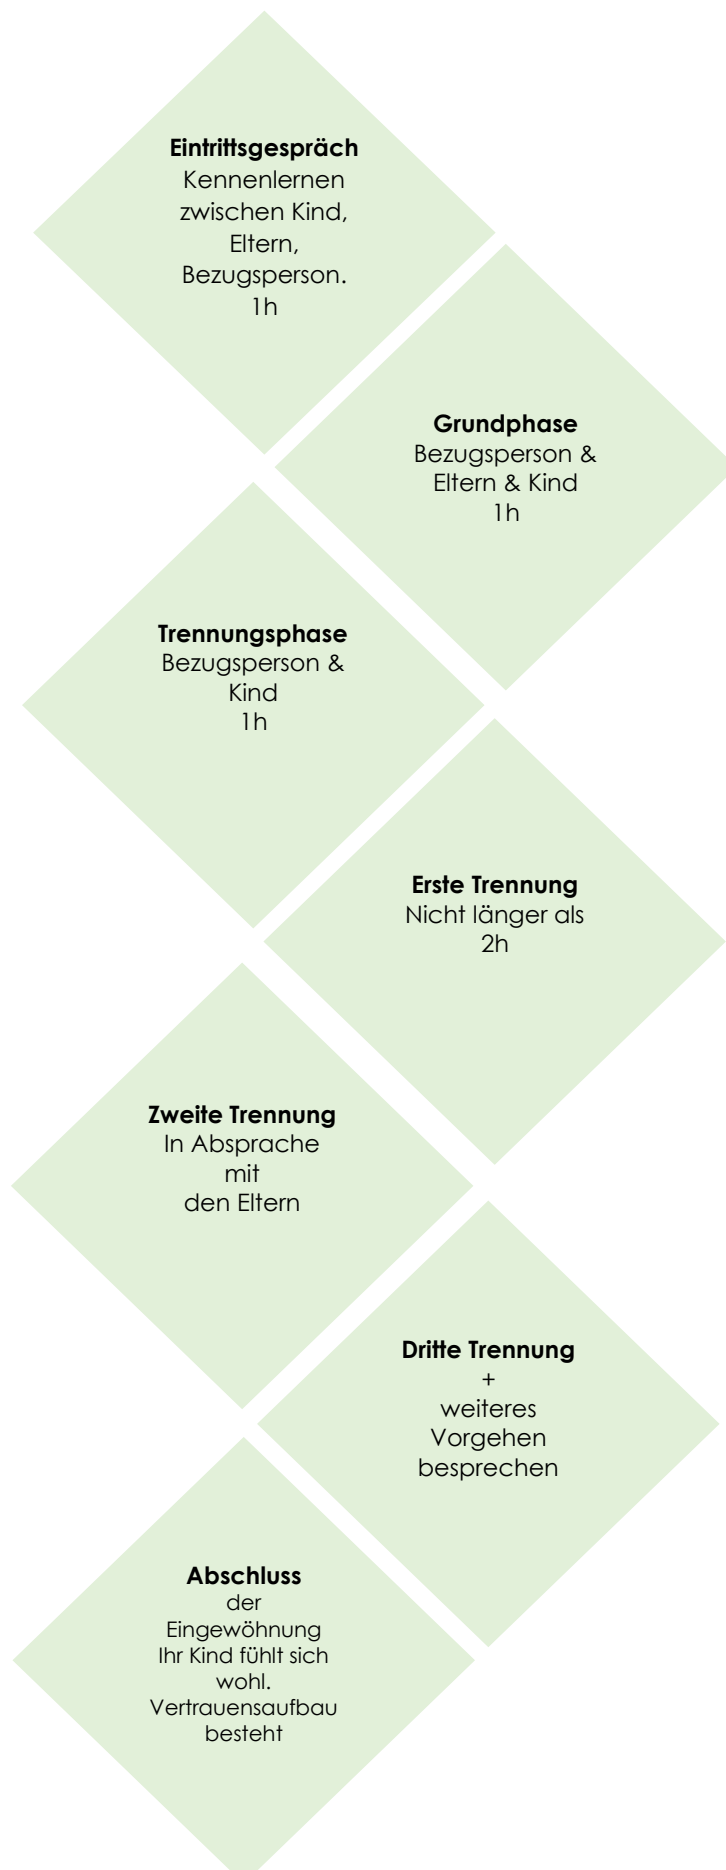 Eintrittsgespräch
Kennenlernen
zwischen Kind,
Eltern,
Bezugsperson.
1h
Grundphase
Bezugsperson &
Eltern & Kind
1h
Trennungsphase
Bezugsperson &
Kind
1h
Erste Trennung
Nicht länger als
2h
Zweite Trennung
In Absprache
mit
den Eltern
Dritte Trennung
+
weiteres
Vorgehen
besprechen
Abschluss
der
Eingewöhnung
Ihr Kind fühlt sich
wohl.
Vertrauensaufbau
besteht